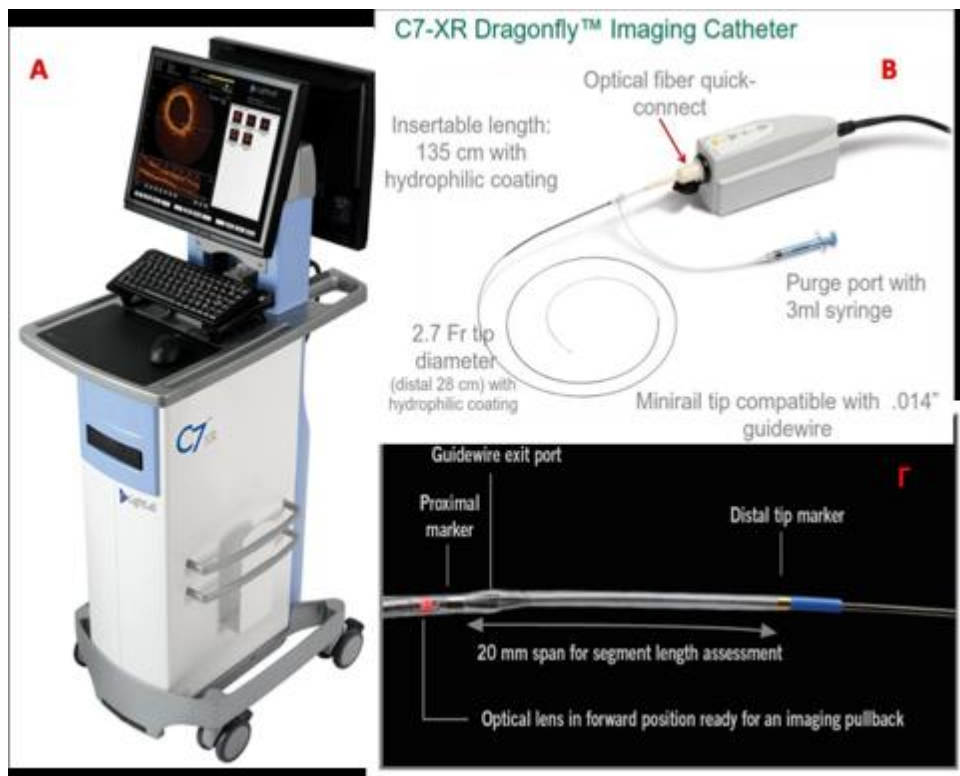 A
C7 XR
LightLab
C7-XR Dragonfly™ Imaging Catheter
B
Optical fiber quick-
connect
Insertable length:
135 cm with
hydrophilic coating
Purge port with
3ml syringe
2.7 Fr tip
diameter
(distal 28 cm) with
hydrophilic coating
Minirail tip compatible with .014"
guidewire
Γ
Guidewire exit port
Proximal
marker
Distal tip marker
20 mm span for segment length assessment
Optical lens in forward position ready for an imaging pullback